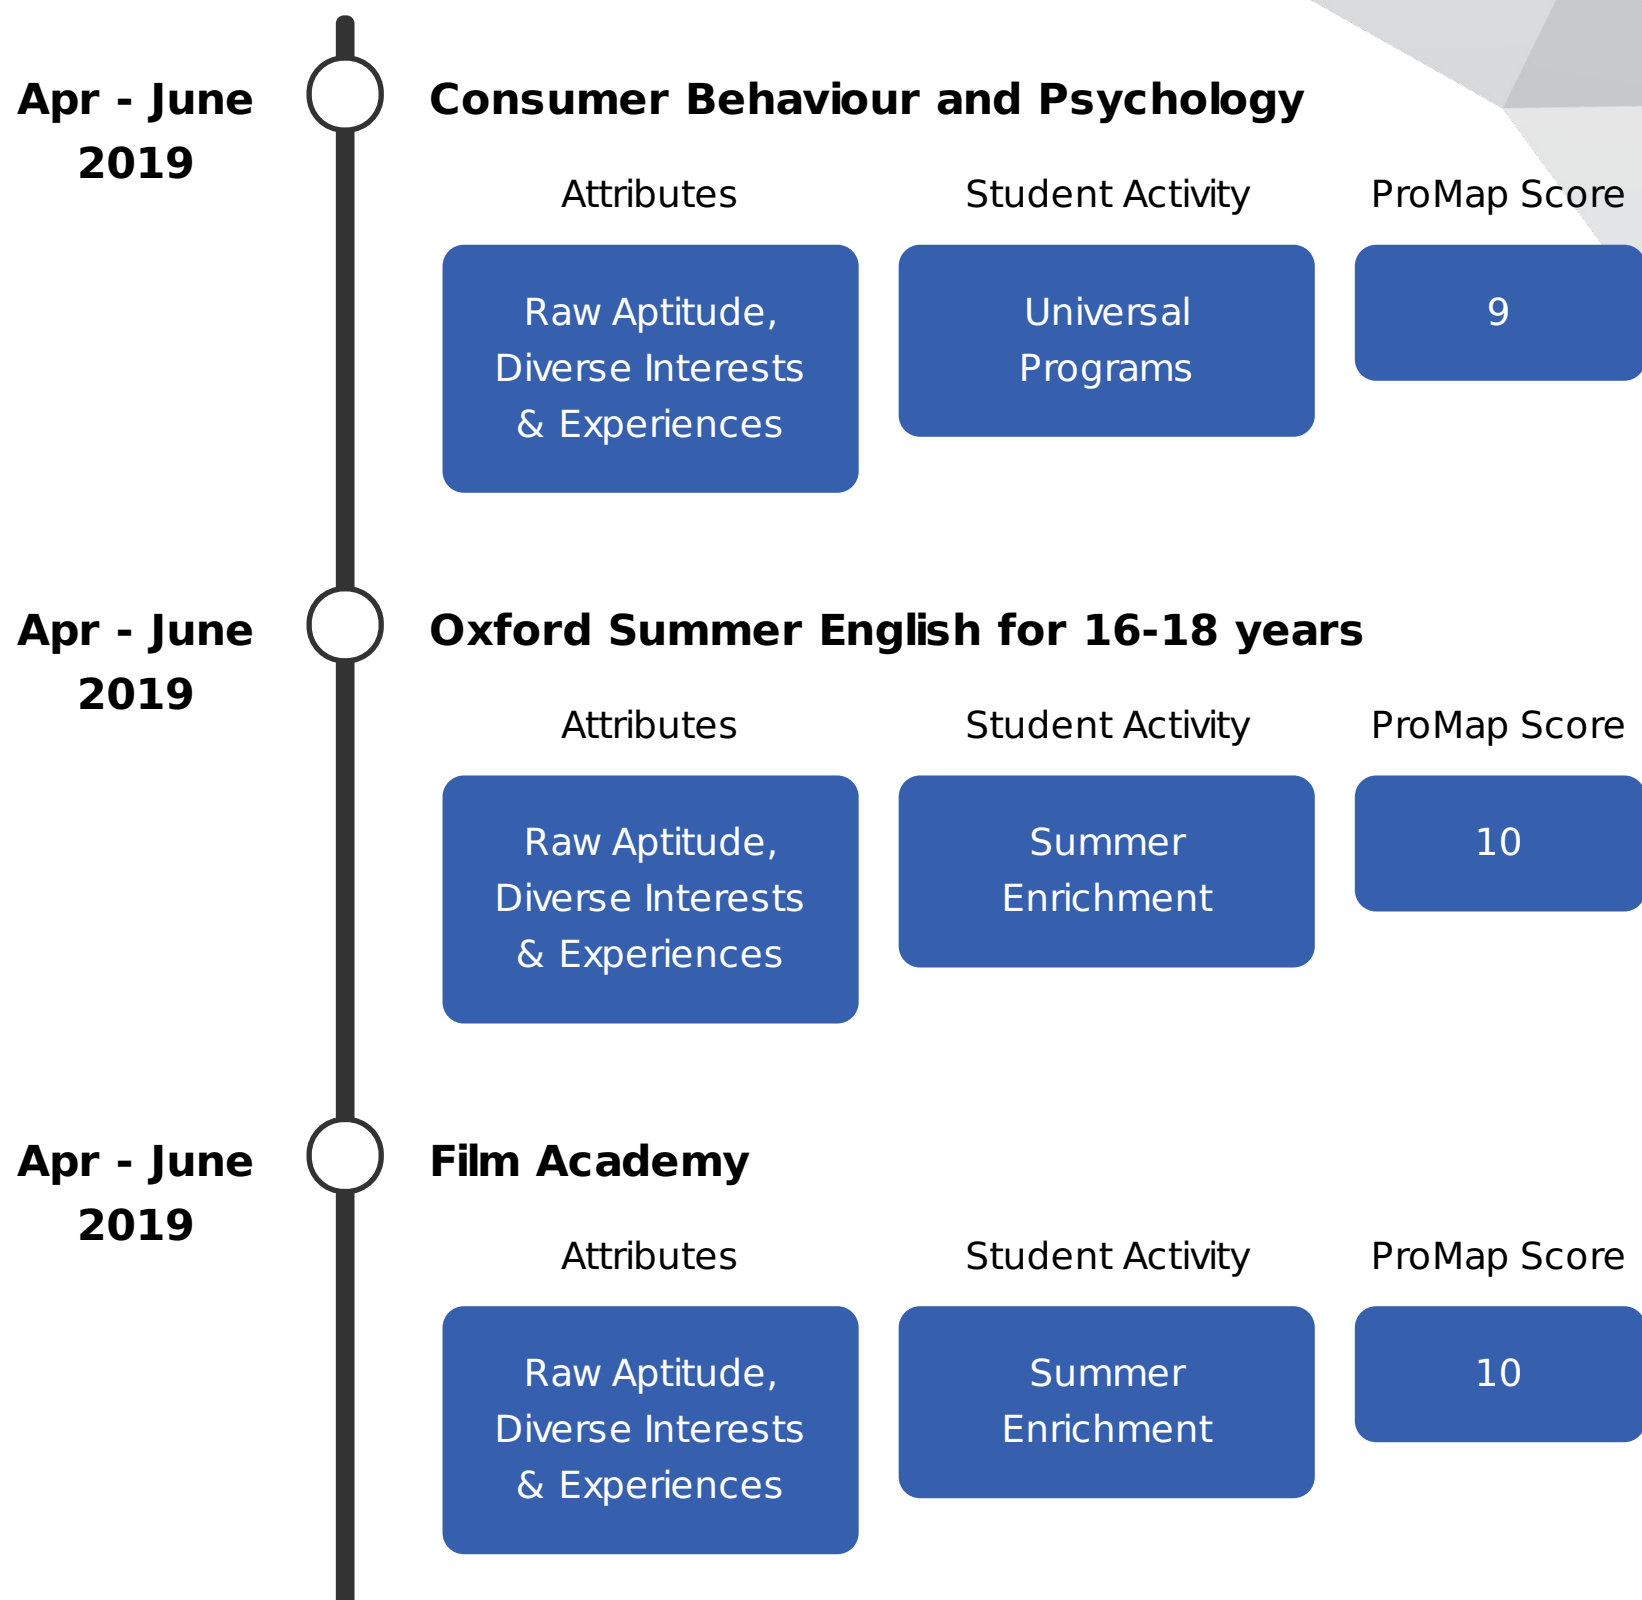 Apr - June
2019
Consumer Behaviour and Psychology
Attributes
Student Activity
ProMap Score
Raw Aptitude,
Diverse Interests
& Experiences
Universal
Programs
9
Apr - June
2019
Oxford Summer English for 16-18 years
Attributes
Student Activity
ProMap Score
Raw Aptitude,
Diverse Interests
& Experiences
Summer
Enrichment
10
Apr - June
2019
Film Academy
Attributes
Student Activity
ProMap Score
Raw Aptitude,
Diverse Interests
& Experiences
Summer
Enrichment
10